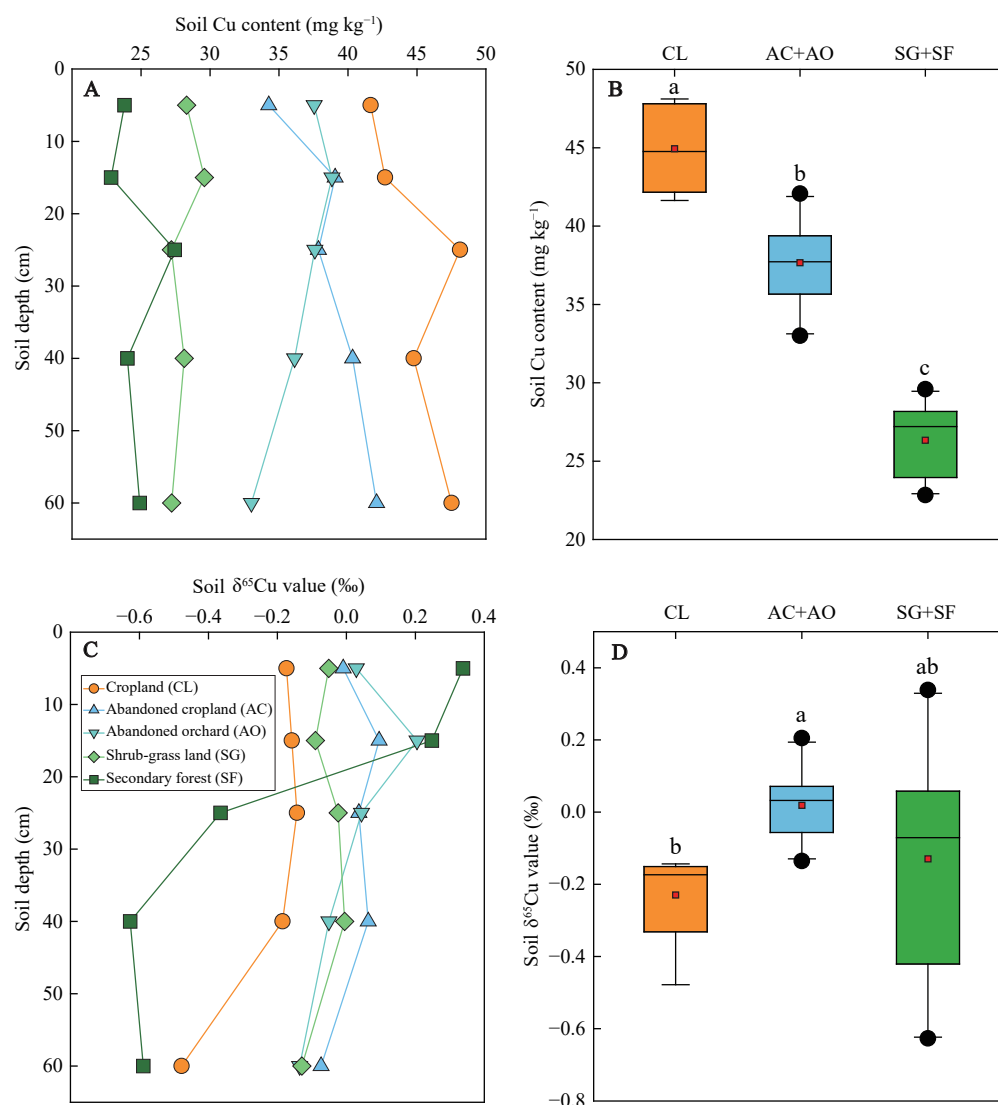 Soil Cu content (mg kg⁻¹)
25 30 35 40 45 50
0
10
20
30
40
50
60
Soil depth (cm)
A
CL AC+AO SG+SF
50
45
40
35
30
25
20
Soil Cu content (mg kg⁻¹)
B
a
b
c
Soil δ⁶⁵Cu value (‰)
−0.6 −0.4 −0.2 0.0 0.2 0.4
0
10
20
30
40
50
60
Soil depth (cm)
C
Cropland (CL)
Abandoned cropland (AC)
Abandoned orchard (AO)
Shrub-grass land (SG)
Secondary forest (SF)
CL AC+AO SG+SF
0.4
0.2
0.0
−0.2
−0.4
−0.6
−0.8
Soil δ⁶⁵Cu value (‰)
D
b
a
ab